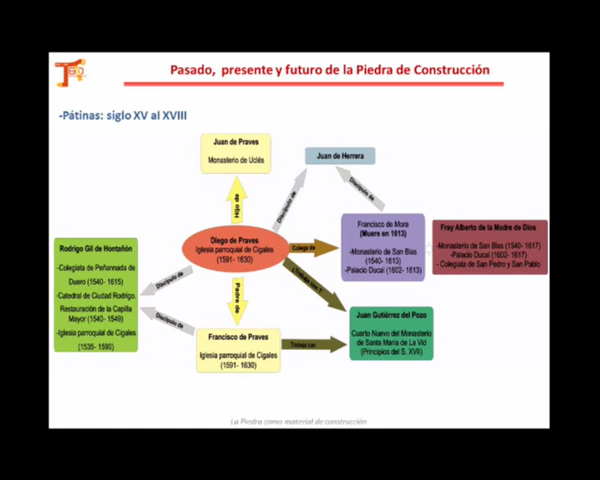 Pasado, presente y futuro de la Piedra de Construcción
-Pátinas: siglo XV al XVIII
Juan de Praves
Monasterio de Uclés
Juan de Herrera
Hijo de
Discípulo de
Discípulo de
Diego de Praves
Iglesia parroquial de Cigales
(1591- 1630)
Colega de
Francisco de Mora
(Muere en 1613)
-Monasterio de San Blas
(1540- 1613)
-Palacio Ducal (1602- 1613)
Fray Alberto de la Madre de Dios
-Monasterio de San Blas (1540- 1617)
-Palacio Ducal (1602- 1617)
- Colegiata de San Pedro y San Pablo
Rodrigo Gil de Hontañón
-Colegiata de Peñannada de
Duero (1540- 1615)
-Catedral de Ciudad Rodrigo.
Restauración de la Capilla
Mayor (1540- 1549)
-Iglesia parroquial de Cigales
(1535- 1590)
Discípulo de
Discípulo de
Padre de
Francisco de Praves
Iglesia parroquial de Cigales
(1591- 1630)
Trabaja con
Juan Gutiérrez del Pozo
Cuarto Nuevo del Monasterio
de Santa María de La Vid
(Principios del S. XVII)
La Piedra como material de construcción